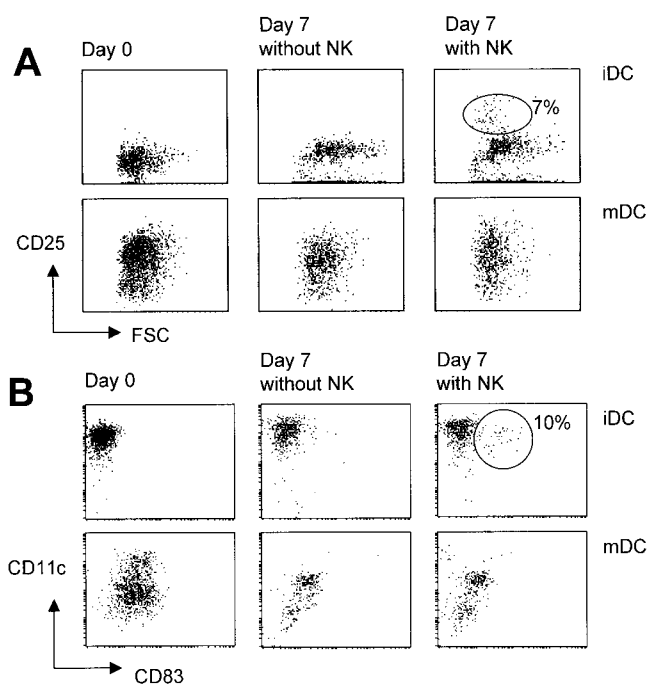 A
Day 0
Day 7
without NK
Day 7
with NK
iDC
7%
mDC
CD25
FSC
B
Day 0
Day 7
without NK
Day 7
with NK
iDC
10%
mDC
CD11c
CD83